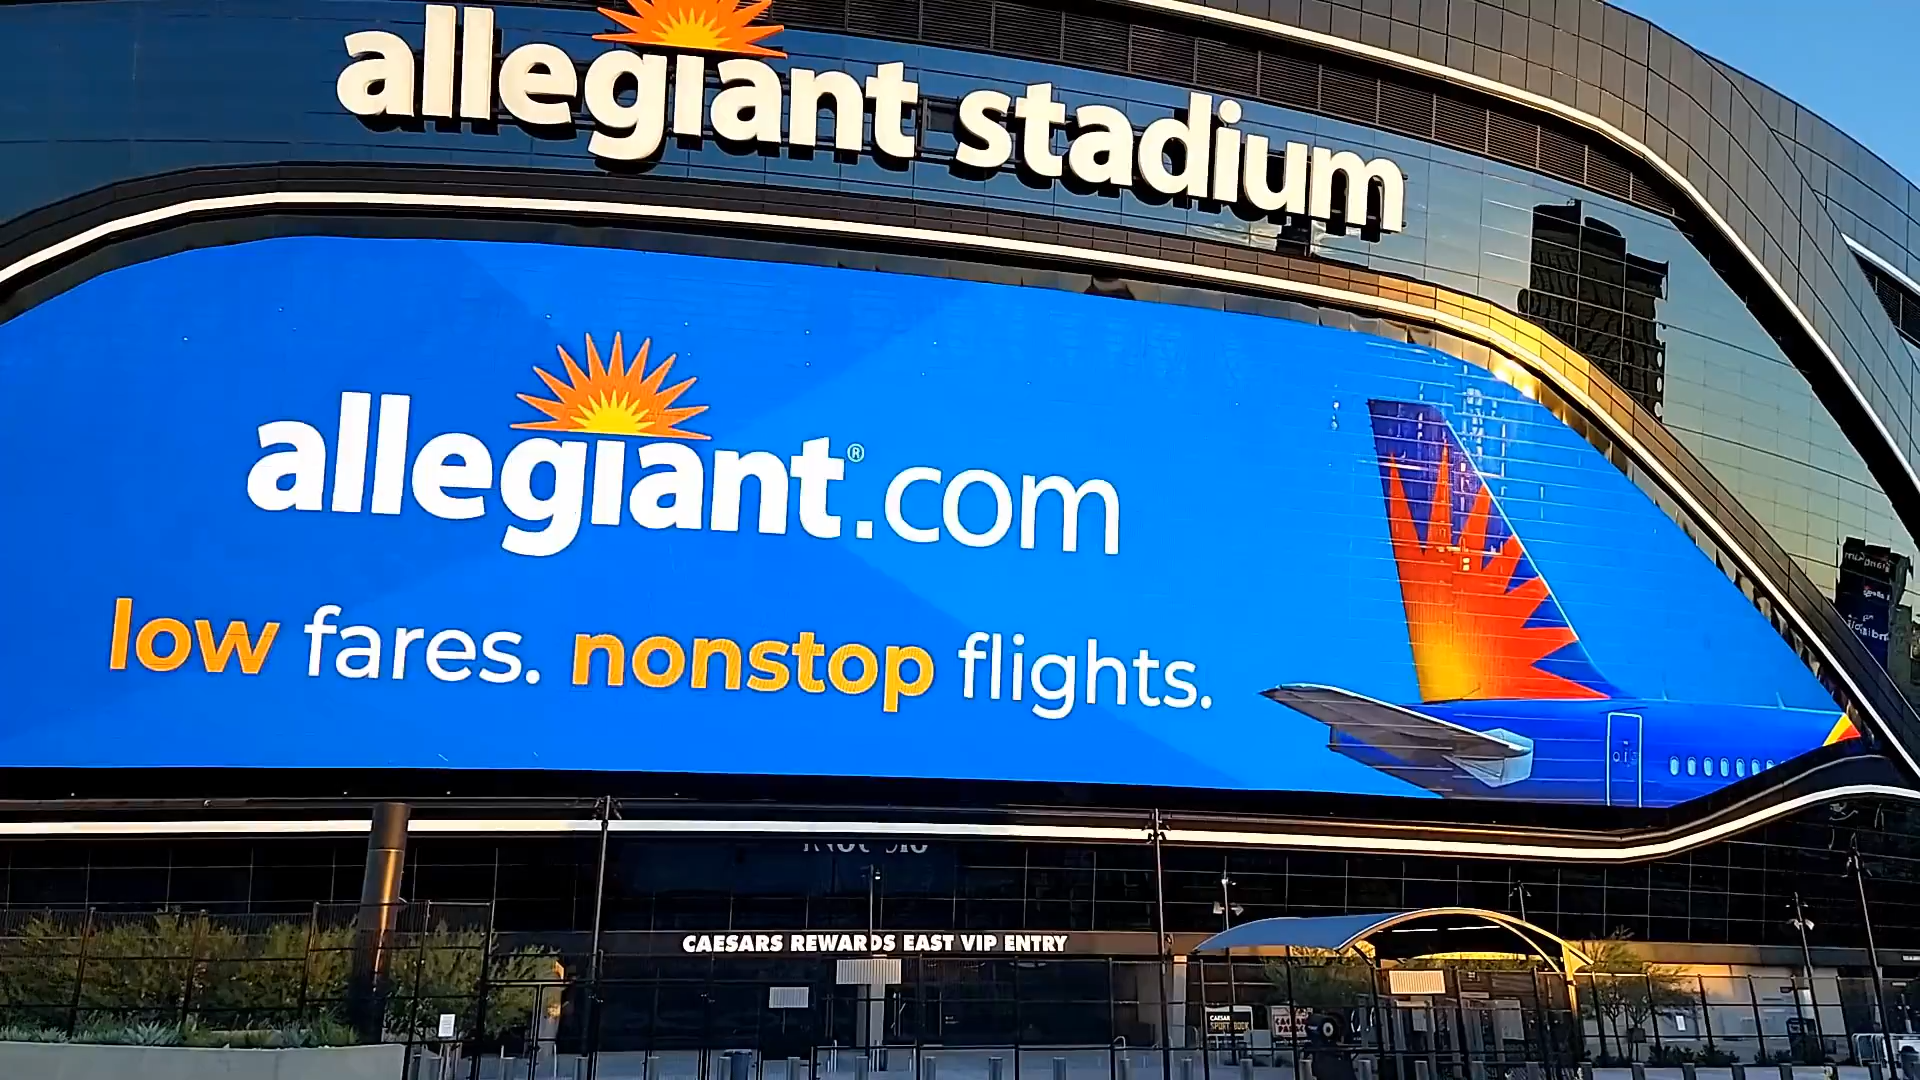 allegiant stadium
allegiant®.com
low fares. nonstop flights.
CAESARS REWARDS EAST VIP ENTRY